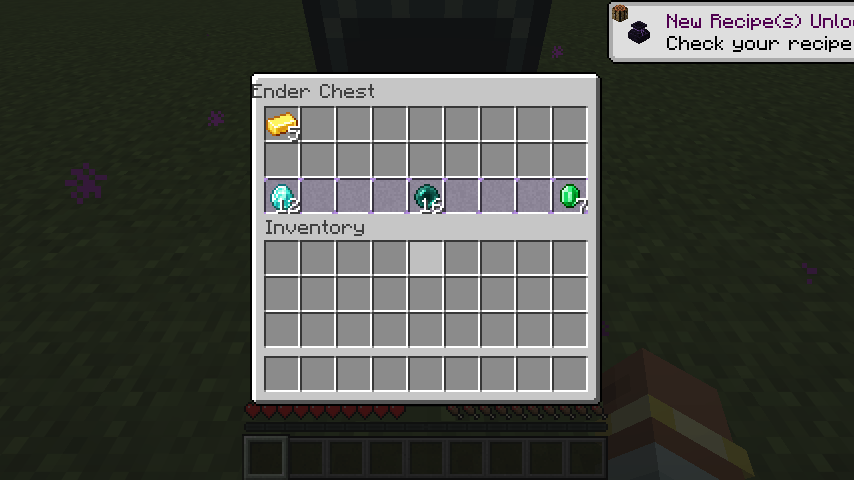 New Recipe(s) Unlo
Check your recipe
Ender Chest
5
12
16
7
Inventory